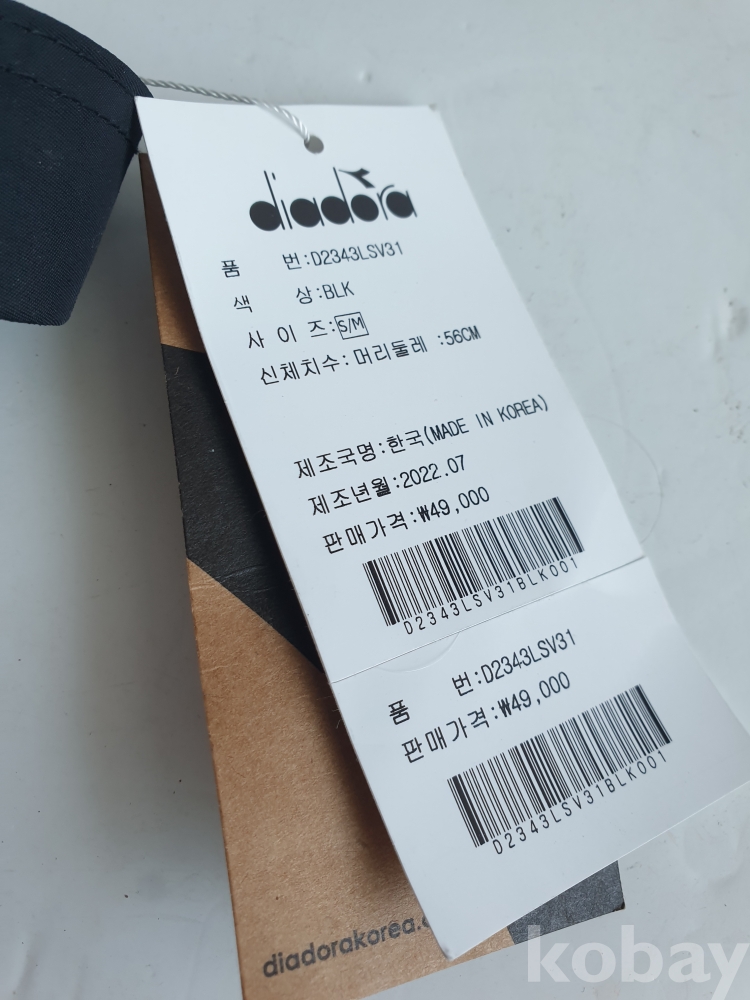 diadora
품 번:D2343LSV31
색 상:BLK
사 이 즈:S/M
신체치수:머리둘레 :56CM
제조국명:한국(MADE IN KOREA)
제조년월:2022.07
판매가격:₩49,000
D2343LSV31BLK001
품 번:D2343LSV31
판매가격:₩49,000
D2343LSV31BLK001
diadorakorea.
kobay